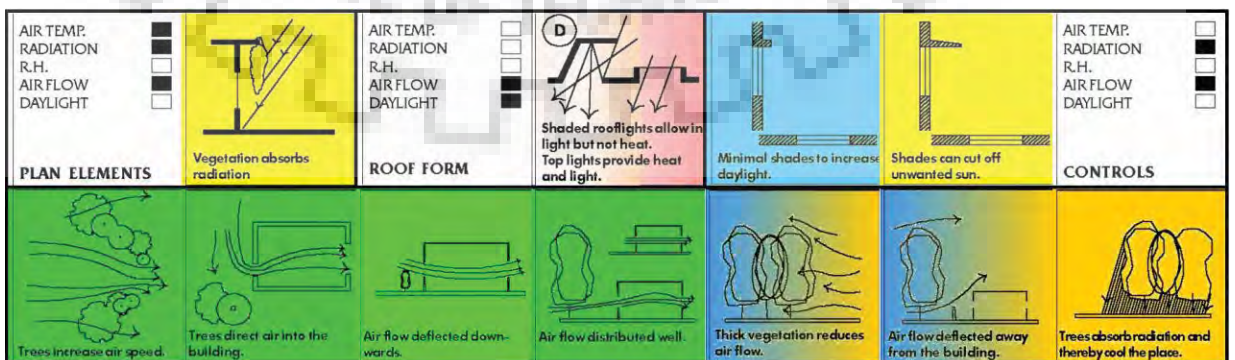 AIR TEMP.
RADIATION
R.H.
AIR FLOW
DAYLIGHT
PLAN ELEMENTS
Vegetation absorbs
radiation
AIR TEMP.
RADIATION
R.H.
AIR FLOW
DAYLIGHT
ROOF FORM
D
Shaded rooflights allow in
light but not heat.
Top lights provide heat
and light.
Minimal shades to increase
daylight.
Shades can cut off
unwanted sun.
AIR TEMP.
RADIATION
R.H.
AIR FLOW
DAYLIGHT
CONTROLS
Trees increase air speed.
Trees direct air into the
building.
Air flow deflected down-
wards.
Air flow distributed well.
Thick vegetation reduces
air flow.
Air flow deflected away
from the building.
Trees absorb radiation and
thereby cool the place.